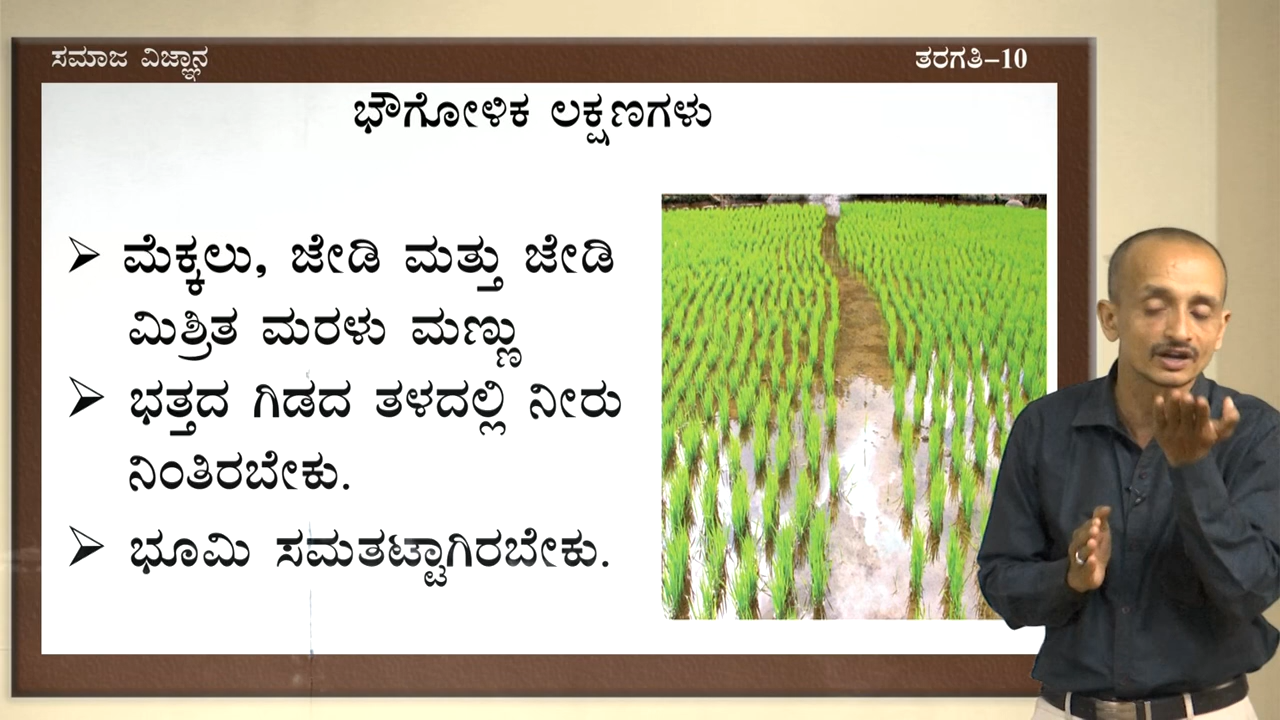 ಸಮಾಜ ವಿಜ್ಞಾನ
ತರಗತಿ-10
ಭೌಗೋಳಿಕ ಲಕ್ಷಣಗಳು
➢ ಮೆಕ್ಕಲು, ಜೇಡಿ ಮತ್ತು ಜೇಡಿ
ಮಿಶ್ರಿತ ಮರಳು ಮಣ್ಣು
➢ ಭತ್ತದ ಗಿಡದ ತಳದಲ್ಲಿ ನೀರು
ನಿಂತಿರಬೇಕು.
➢ ಭೂಮಿ ಸಮತಟ್ಟಾಗಿರಬೇಕು.